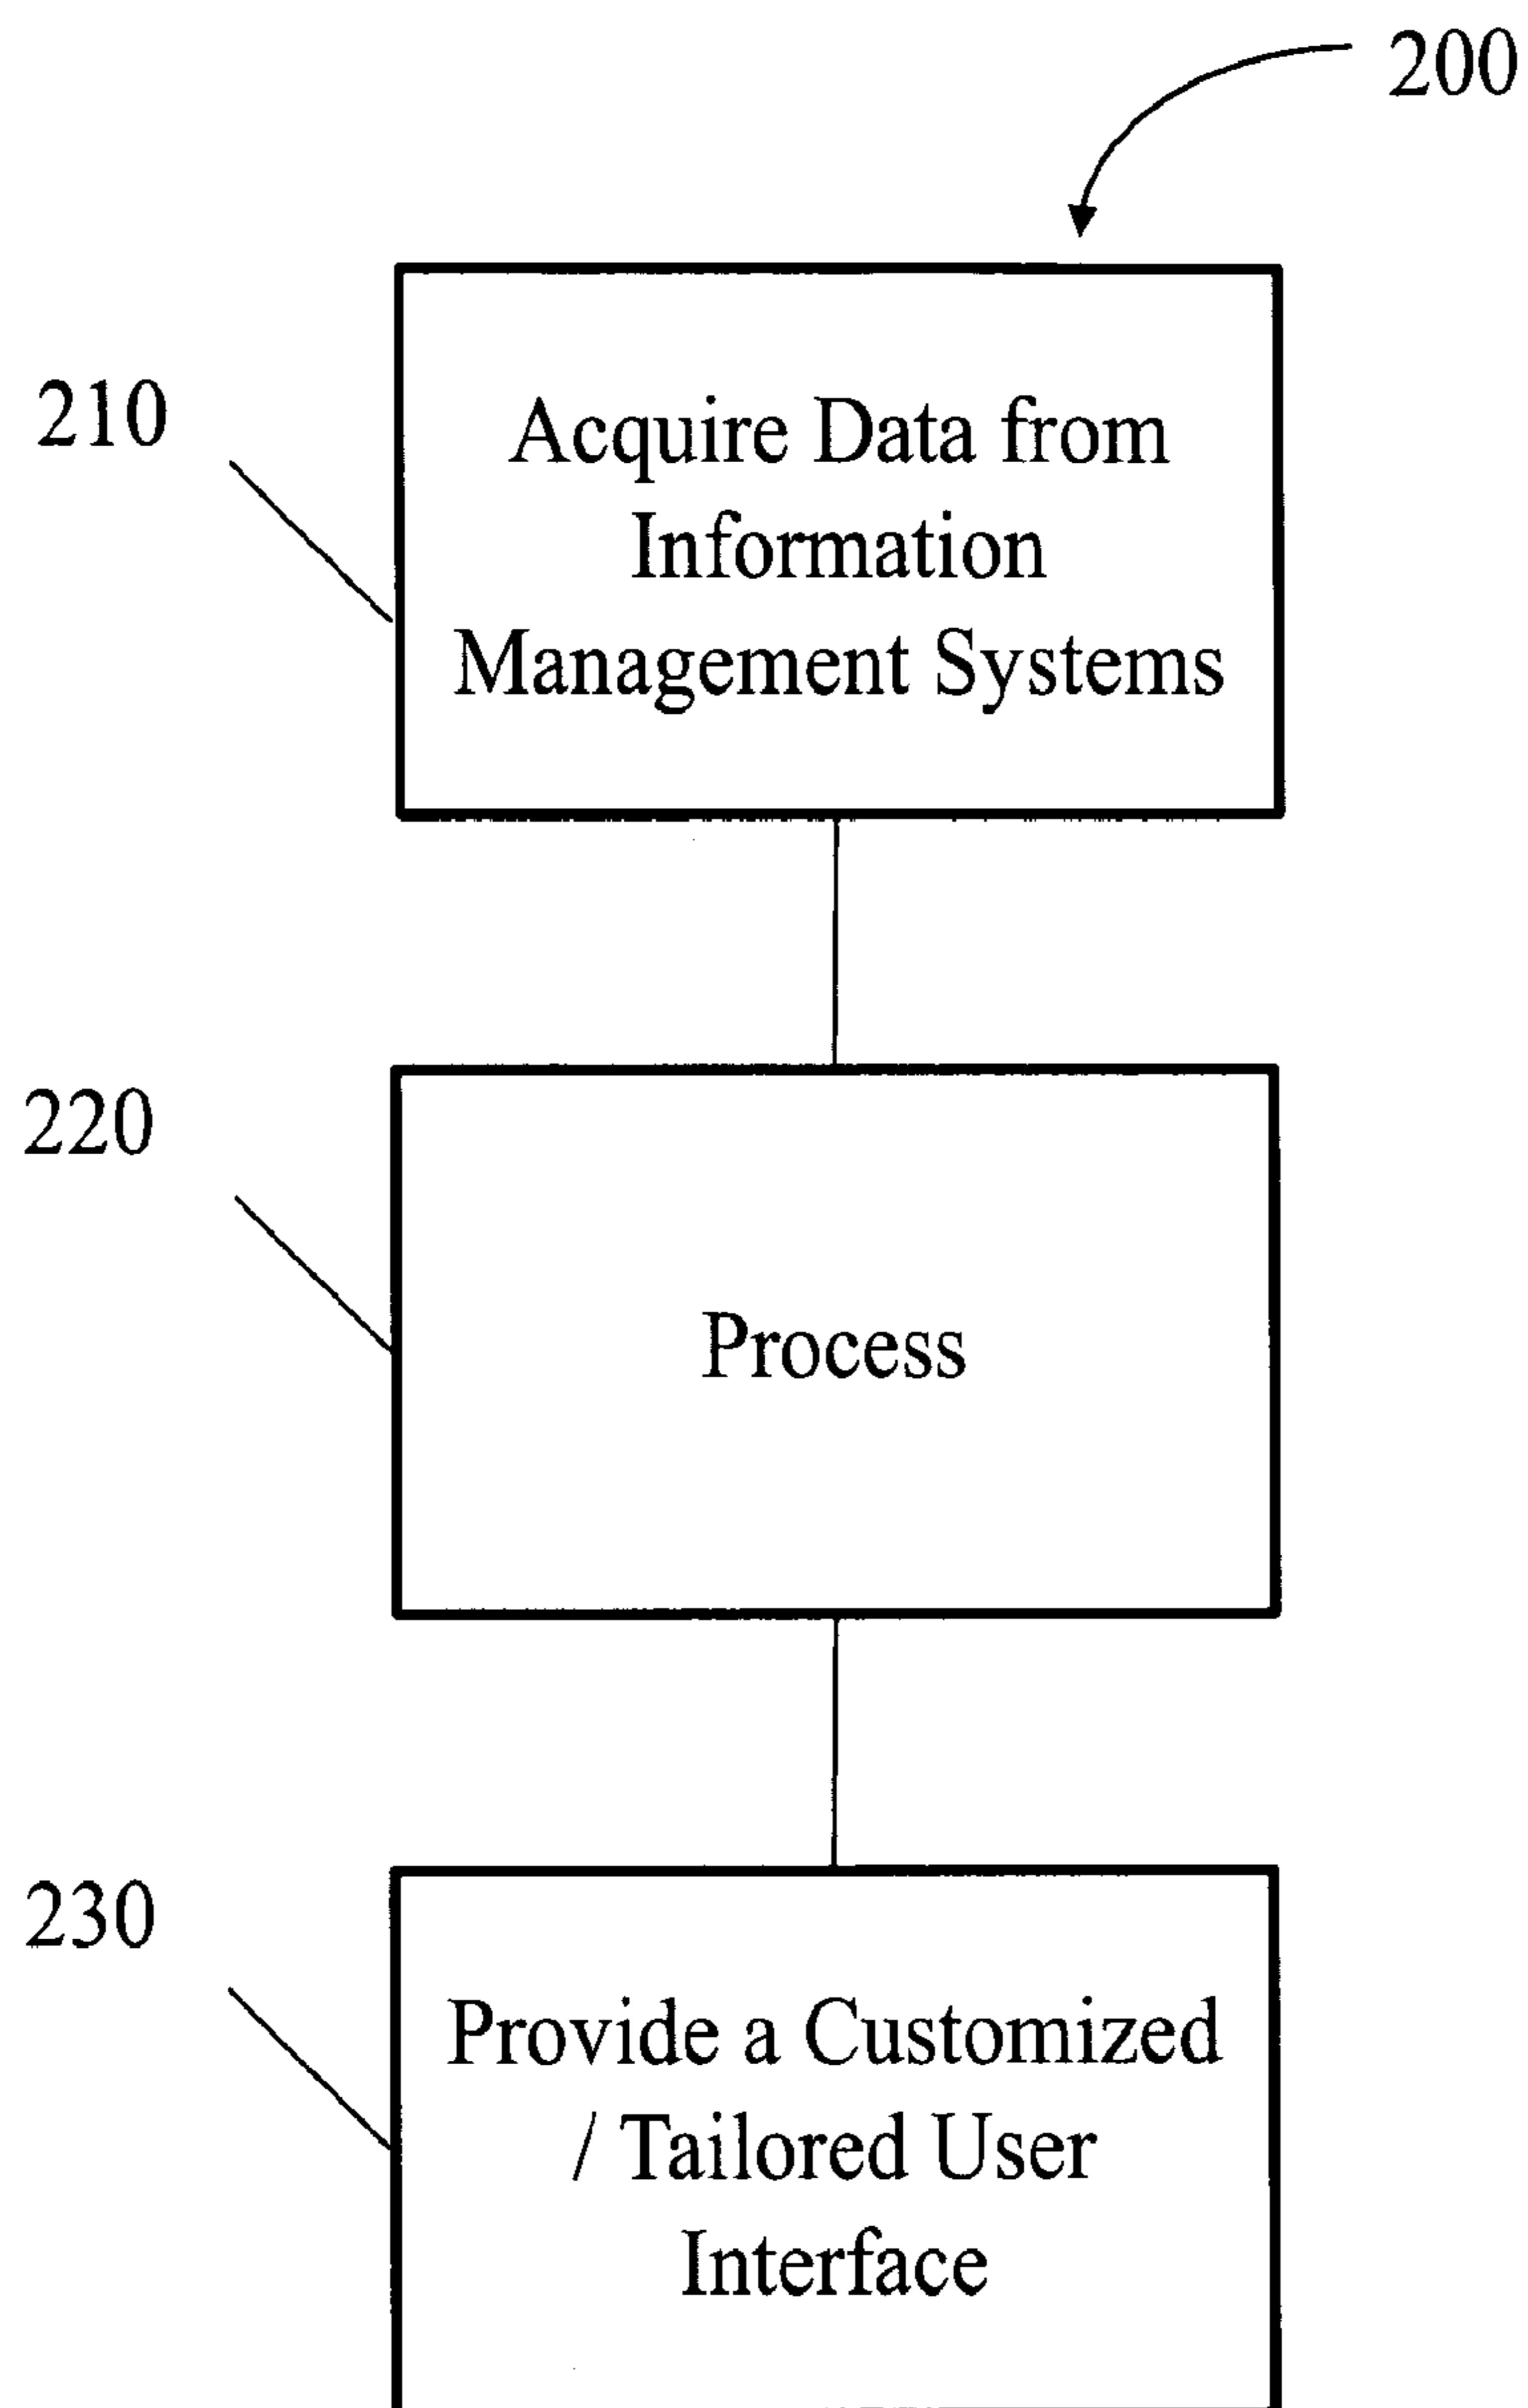 200
210
Acquire Data from
Information
Management Systems
220
Process
230
Provide a Customized
/ Tailored User
Interface